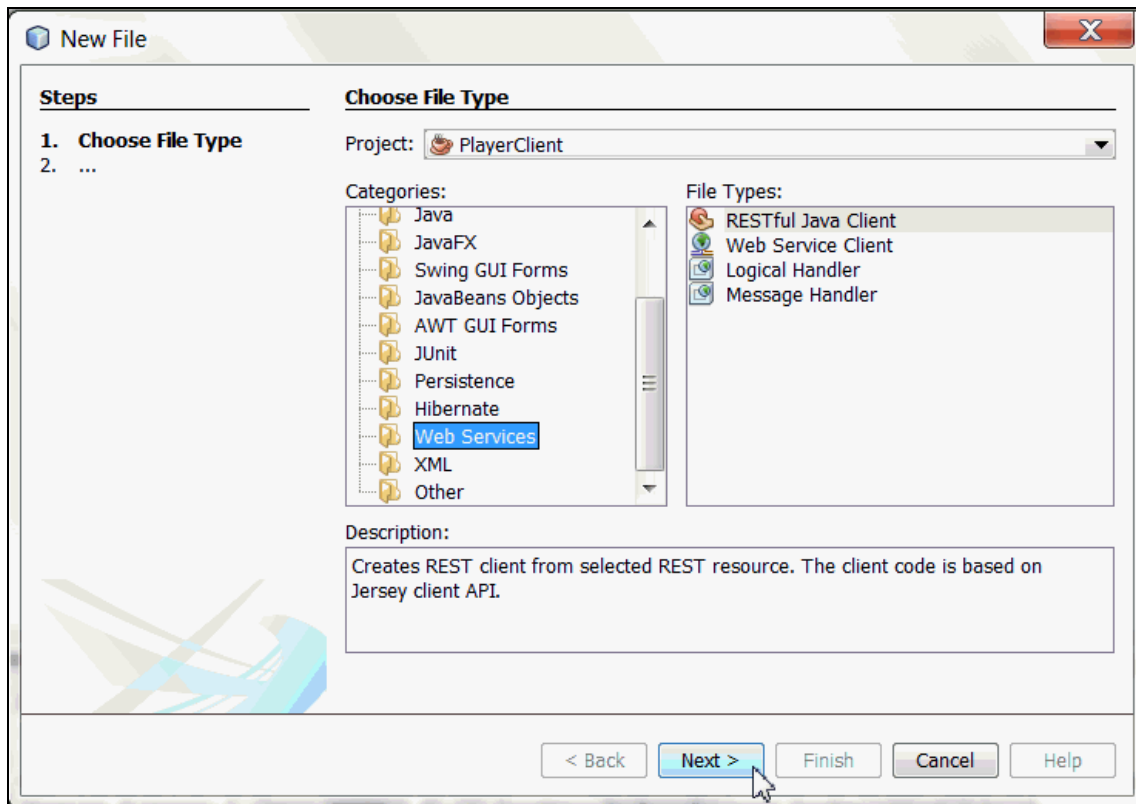 New File
Steps
1. Choose File Type
2. ...
Choose File Type
Project: PlayerClient
Categories:
Java
JavaFX
Swing GUI Forms
JavaBeans Objects
AWT GUI Forms
JUnit
Persistence
Hibernate
Web Services
XML
Other
File Types:
RESTful Java Client
Web Service Client
Logical Handler
Message Handler
Description:
Creates REST client from selected REST resource. The client code is based on
Jersey client API.
< Back Next > Finish Cancel Help